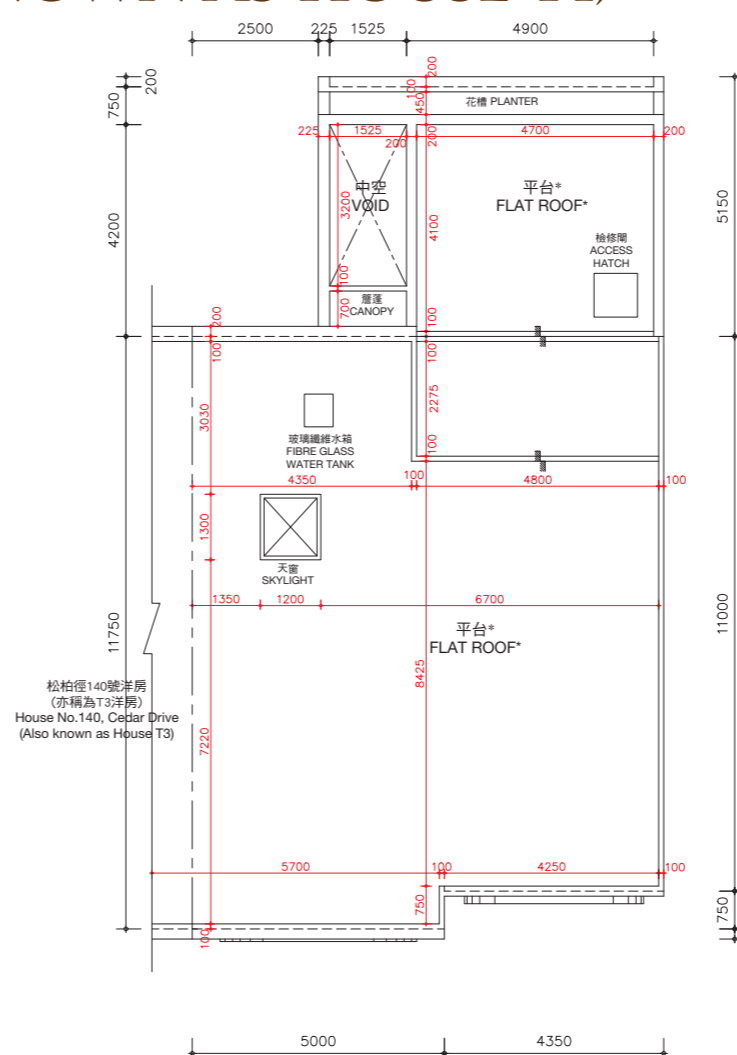 2500 225 1525 4900
200
750
200
100
450
花槽 PLANTER
225 1525 200 4700 200
200
中空
VOID
平台*
FLAT ROOF*
3200
4100
4200
5150
檢修閘
ACCESS
HATCH
100
簷蓬
CANOPY
700
200
100
100
100
2275
100
3030
玻璃纖維水箱
FIBRE GLASS
WATER TANK
4350 100 4800 100
1300
天窗
SKYLIGHT
1350 1200 6700
平台*
FLAT ROOF*
11750
11000
8425
松柏徑140號洋房
(亦稱為T3洋房)
House No.140, Cedar Drive
(Also known as House T3)
7220
5700 100 4250 100
750
750
100
5000 4350